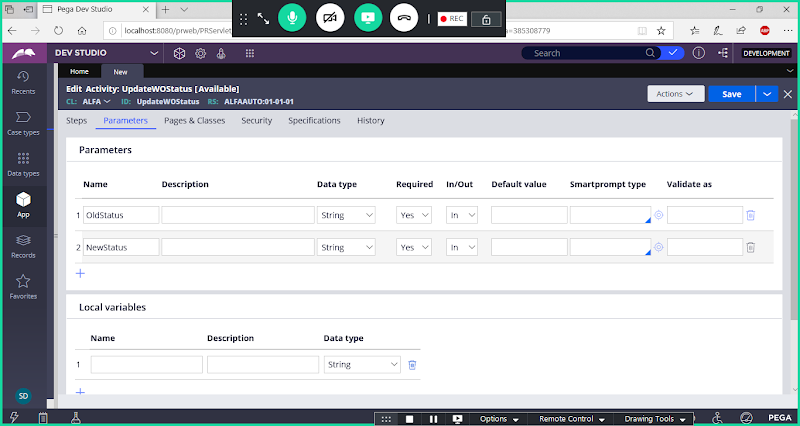 Pega Dev Studio
REC
localhost:8080/prweb/PRServlet
=385308779
ABP
DEV STUDIO
Search
DEVELOPMENT
Home
New
Edit Activity: UpdateWOStatus [Available]
CL: ALFA ID: UpdateWOStatus RS: ALFAAUTO:01-01-01
Actions
Save
Recents
Case types
Data types
App
Records
Favorites
SD
Steps Parameters Pages & Classes Security Specifications History
Parameters
Name Description Data type Required In/Out Default value Smartprompt type Validate as
1 OldStatus String Yes In
2 NewStatus String Yes In
Local variables
Name Description Data type
1 String
Options Remote Control Drawing Tools
PEGA